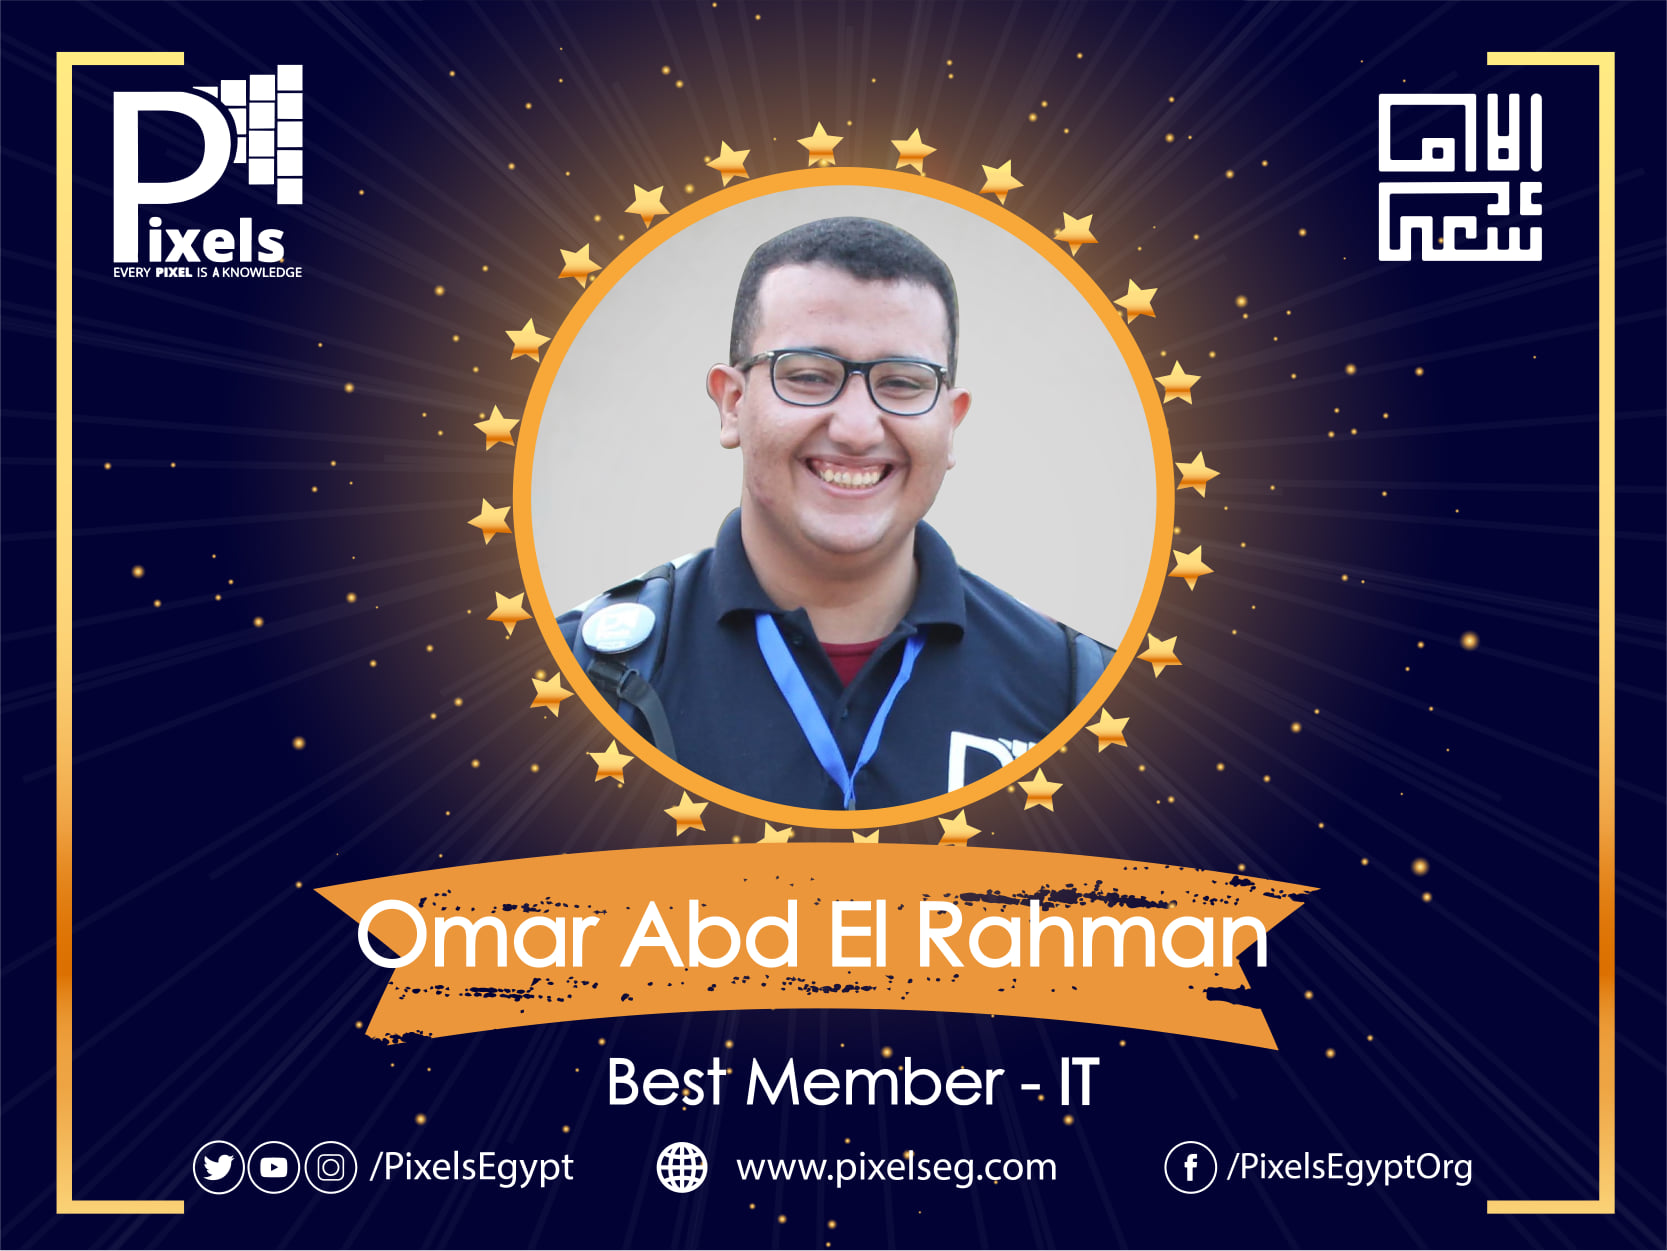 Pixels
EVERY PIXEL IS A KNOWLEDGE
Omar Abd El Rahman
Best Member - IT
/PixelsEgypt
www.pixelseg.com
/PixelsEgyptOrg